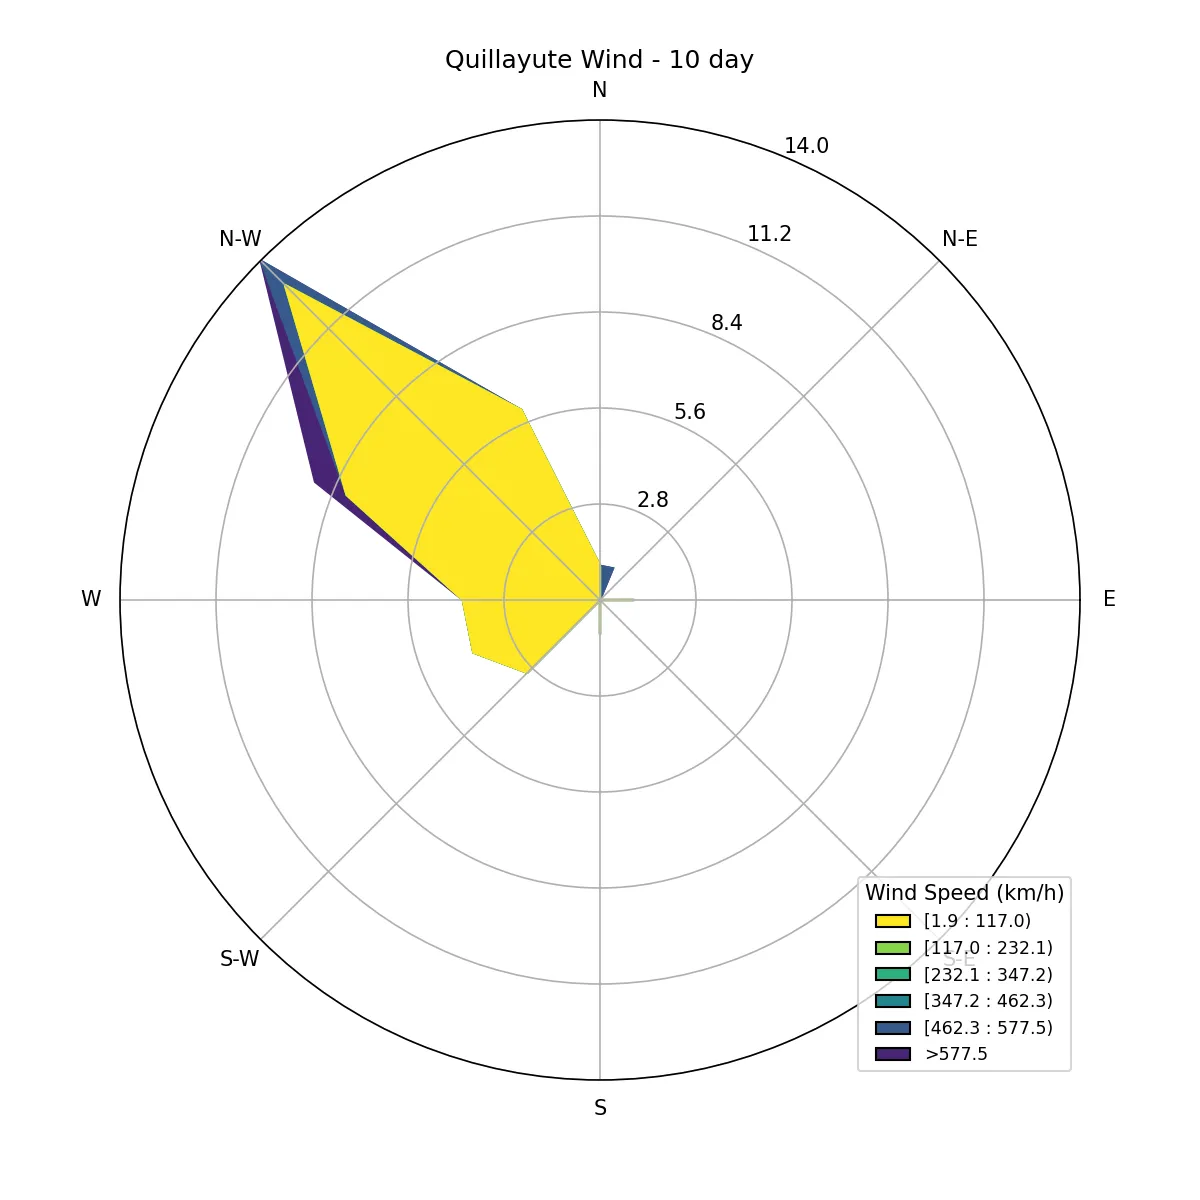 Quillayute Wind - 10 day
N
14.0
N-W
11.2
N-E
8.4
5.6
2.8
W
E
S-W
S-E
S
Wind Speed (km/h)
[1.9 : 117.0)
[117.0 : 232.1)
[232.1 : 347.2)
[347.2 : 462.3)
[462.3 : 577.5)
>577.5